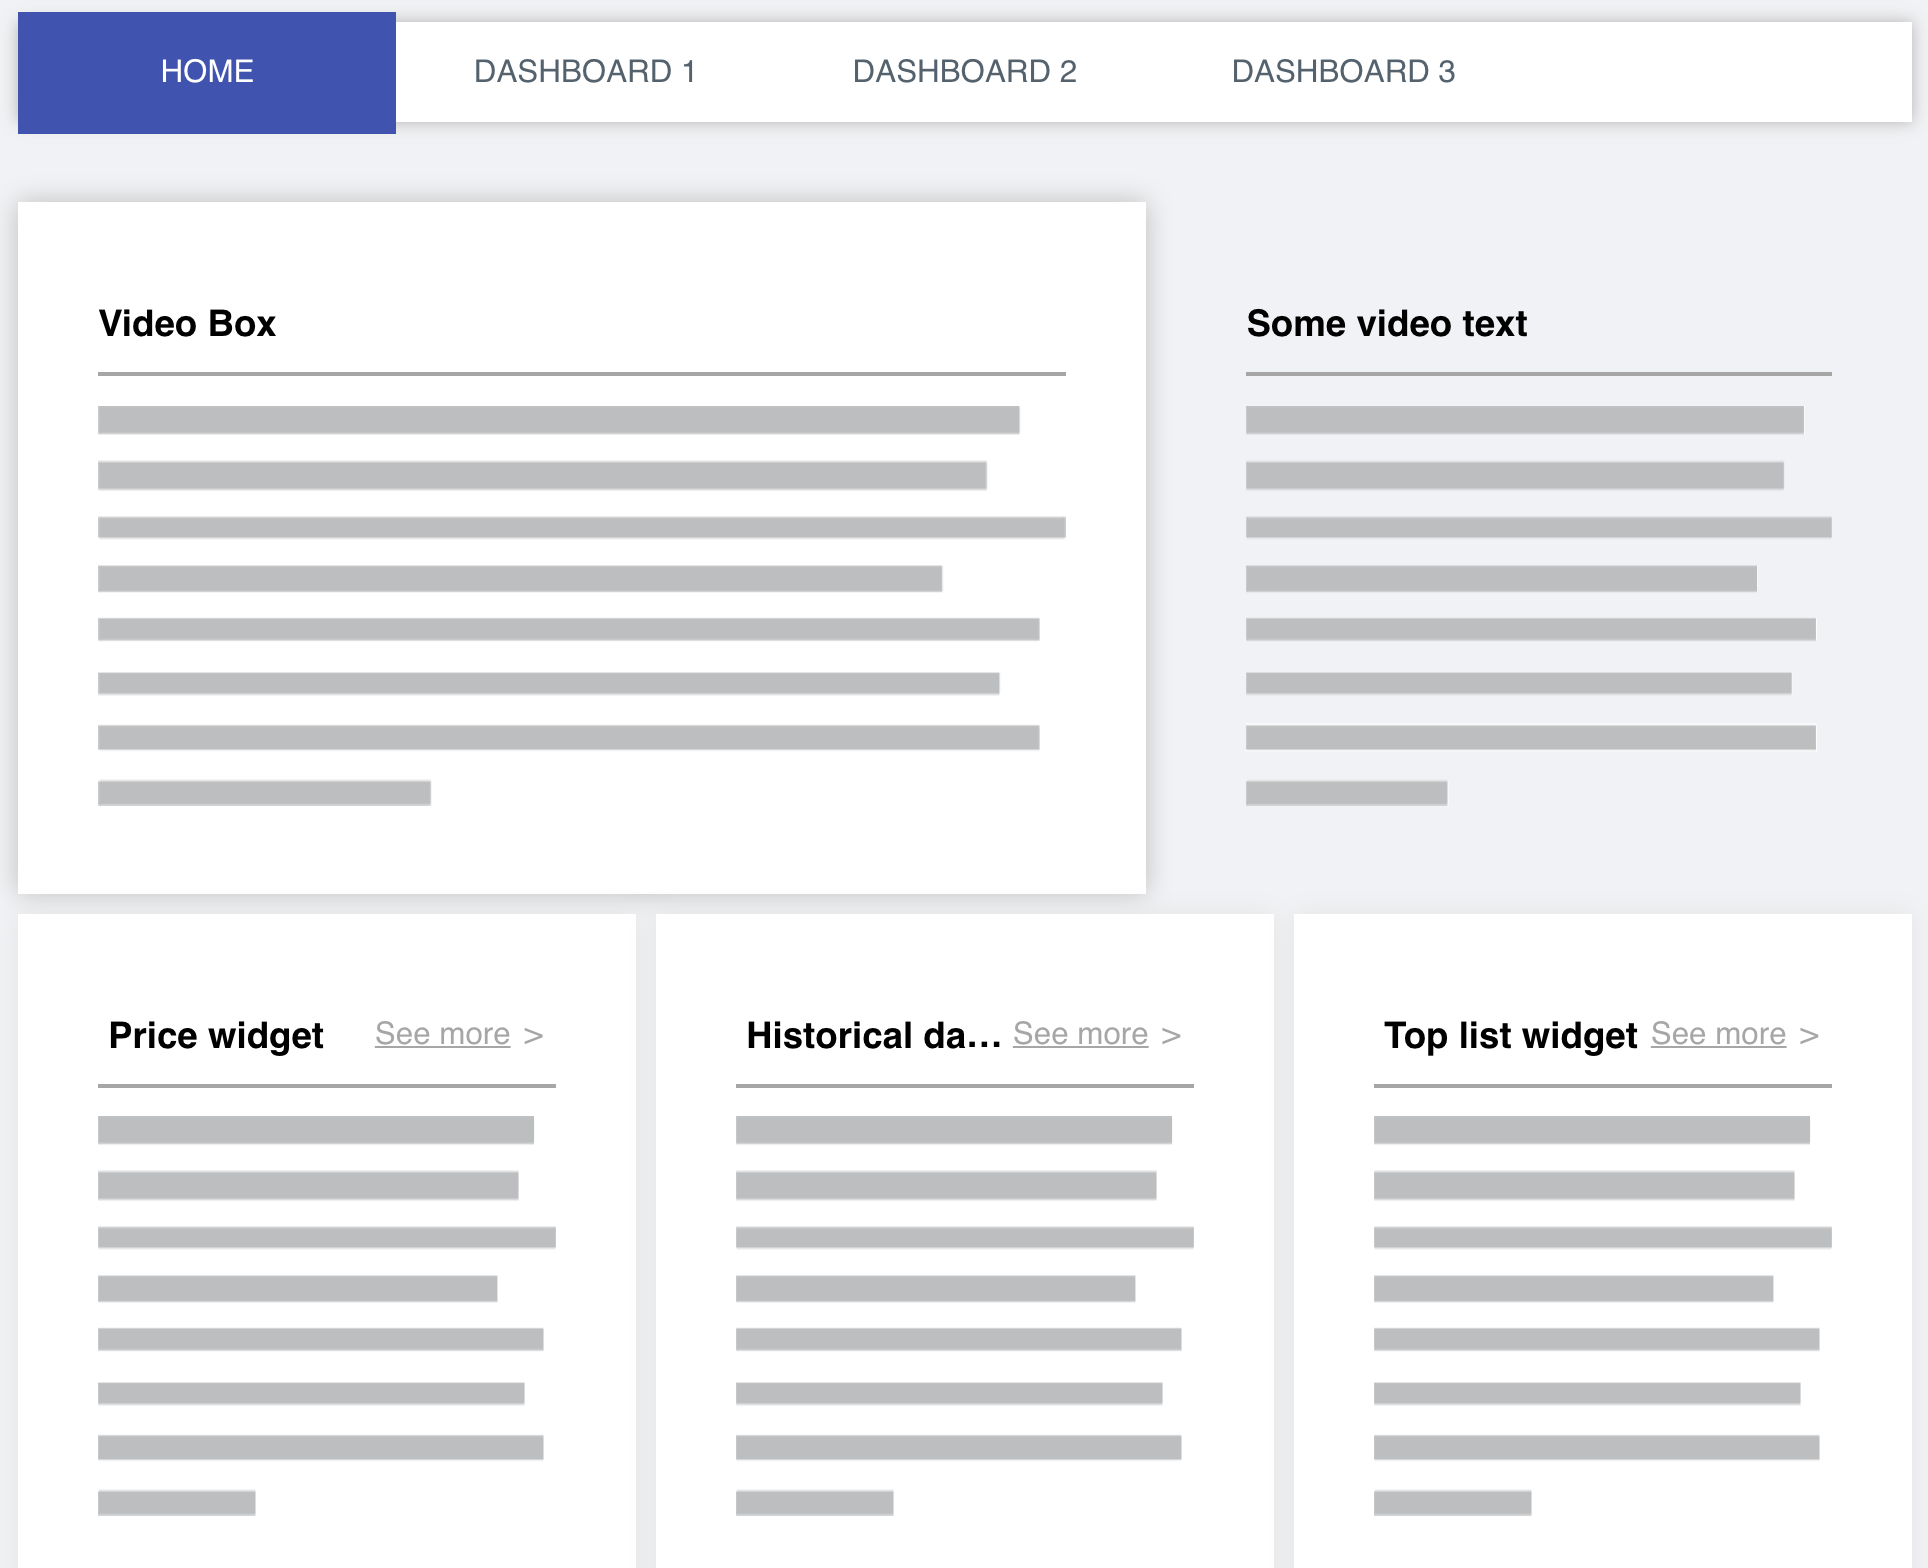 HOME DASHBOARD 1 DASHBOARD 2 DASHBOARD 3
Video Box
Some video text
Price widget See more >
Historical da... See more >
Top list widget See more >